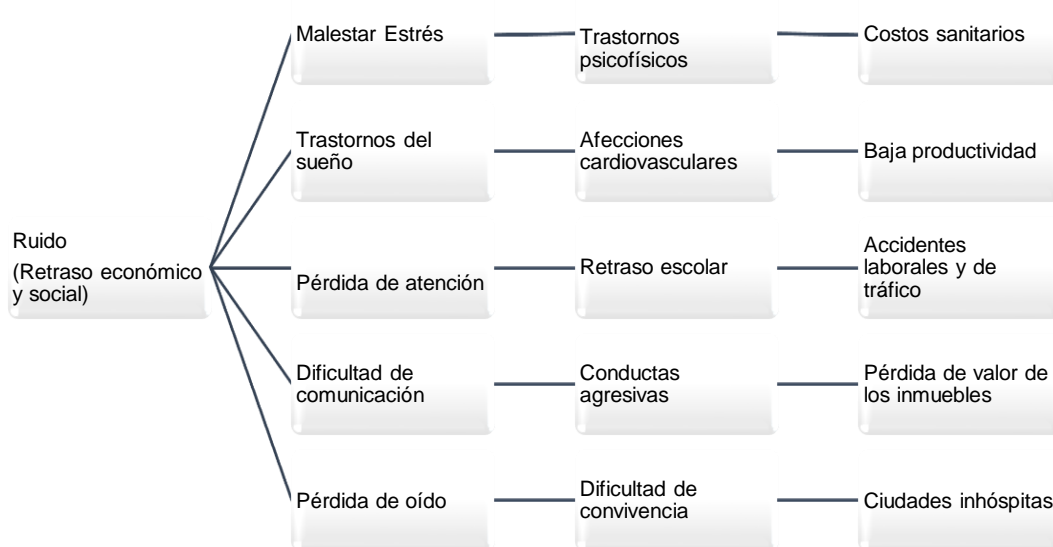 Malestar Estrés
Trastornos
psicofísicos
Costos sanitarios
Trastornos del
sueño
Afecciones
cardiovasculares
Baja productividad
Ruido
(Retraso económico
y social)
Pérdida de atención
Retraso escolar
Accidentes
laborales y de
tráfico
Dificultad de
comunicación
Conductas
agresivas
Pérdida de valor de
los inmuebles
Pérdida de oído
Dificultad de
convivencia
Ciudades inhóspitas